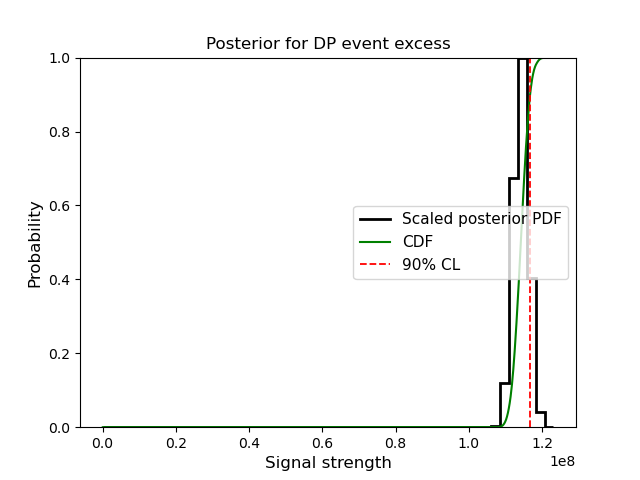 Posterior for DP event excess
Probability
1.0
0.8
0.6
0.4
0.2
0.0
Scaled posterior PDF
CDF
90% CL
0.0 0.2 0.4 0.6 0.8 1.0 1.2
1e8
Signal strength